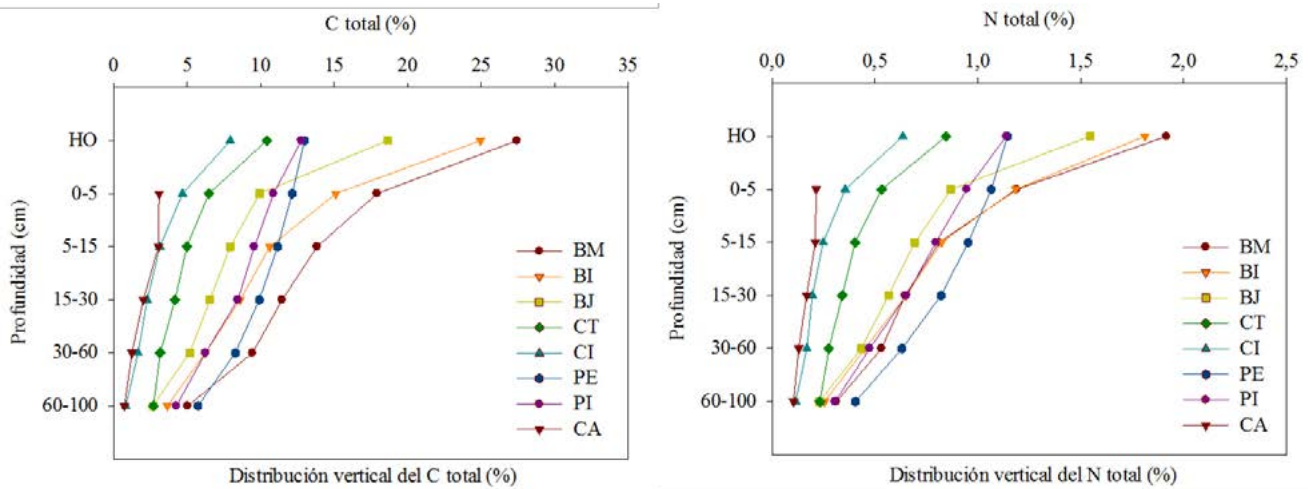 C total (%)
0 5 10 15 20 25 30 35
Profundidad (cm)
HO
0-5
5-15
15-30
30-60
60-100
BM
BI
BJ
CT
CI
PE
PI
CA
Distribución vertical del C total (%)
N total (%)
0,0 0,5 1,0 1,5 2,0 2,5
Profundidad (cm)
HO
0-5
5-15
15-30
30-60
60-100
BM
BI
BJ
CT
CI
PE
PI
CA
Distribución vertical del N total (%)